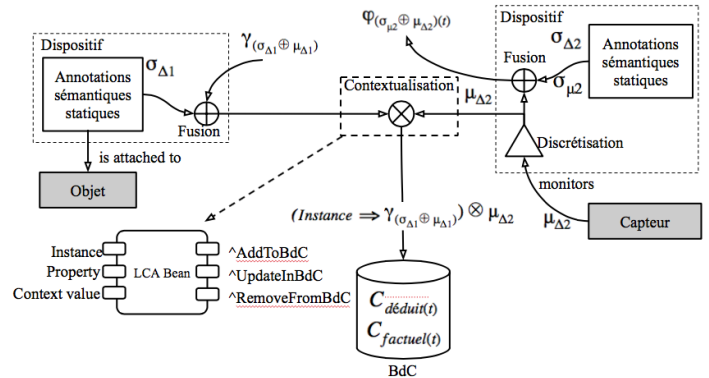 Dispositif
Annotations
sémantiques
statiques
σΔ1
γ(σΔ1⊕ μΔ1)
Fusion
is attached to
Objet
φ(σμ2⊕ μΔ2)(t)
Contextualisation
μΔ2
Dispositif
σΔ2
Fusion
σμ2
Annotations
sémantiques
statiques
Discrétisation
monitors
μΔ2
Capteur
(Instance ⇒ γ(σΔ1⊕ μΔ1)) ⊗ μΔ2
Instance
Property
Context value
LCA Bean
^AddToBdC
^UpdateInBdC
^RemoveFromBdC
Cdéduit(t)
Cfactuel(t)
BdC